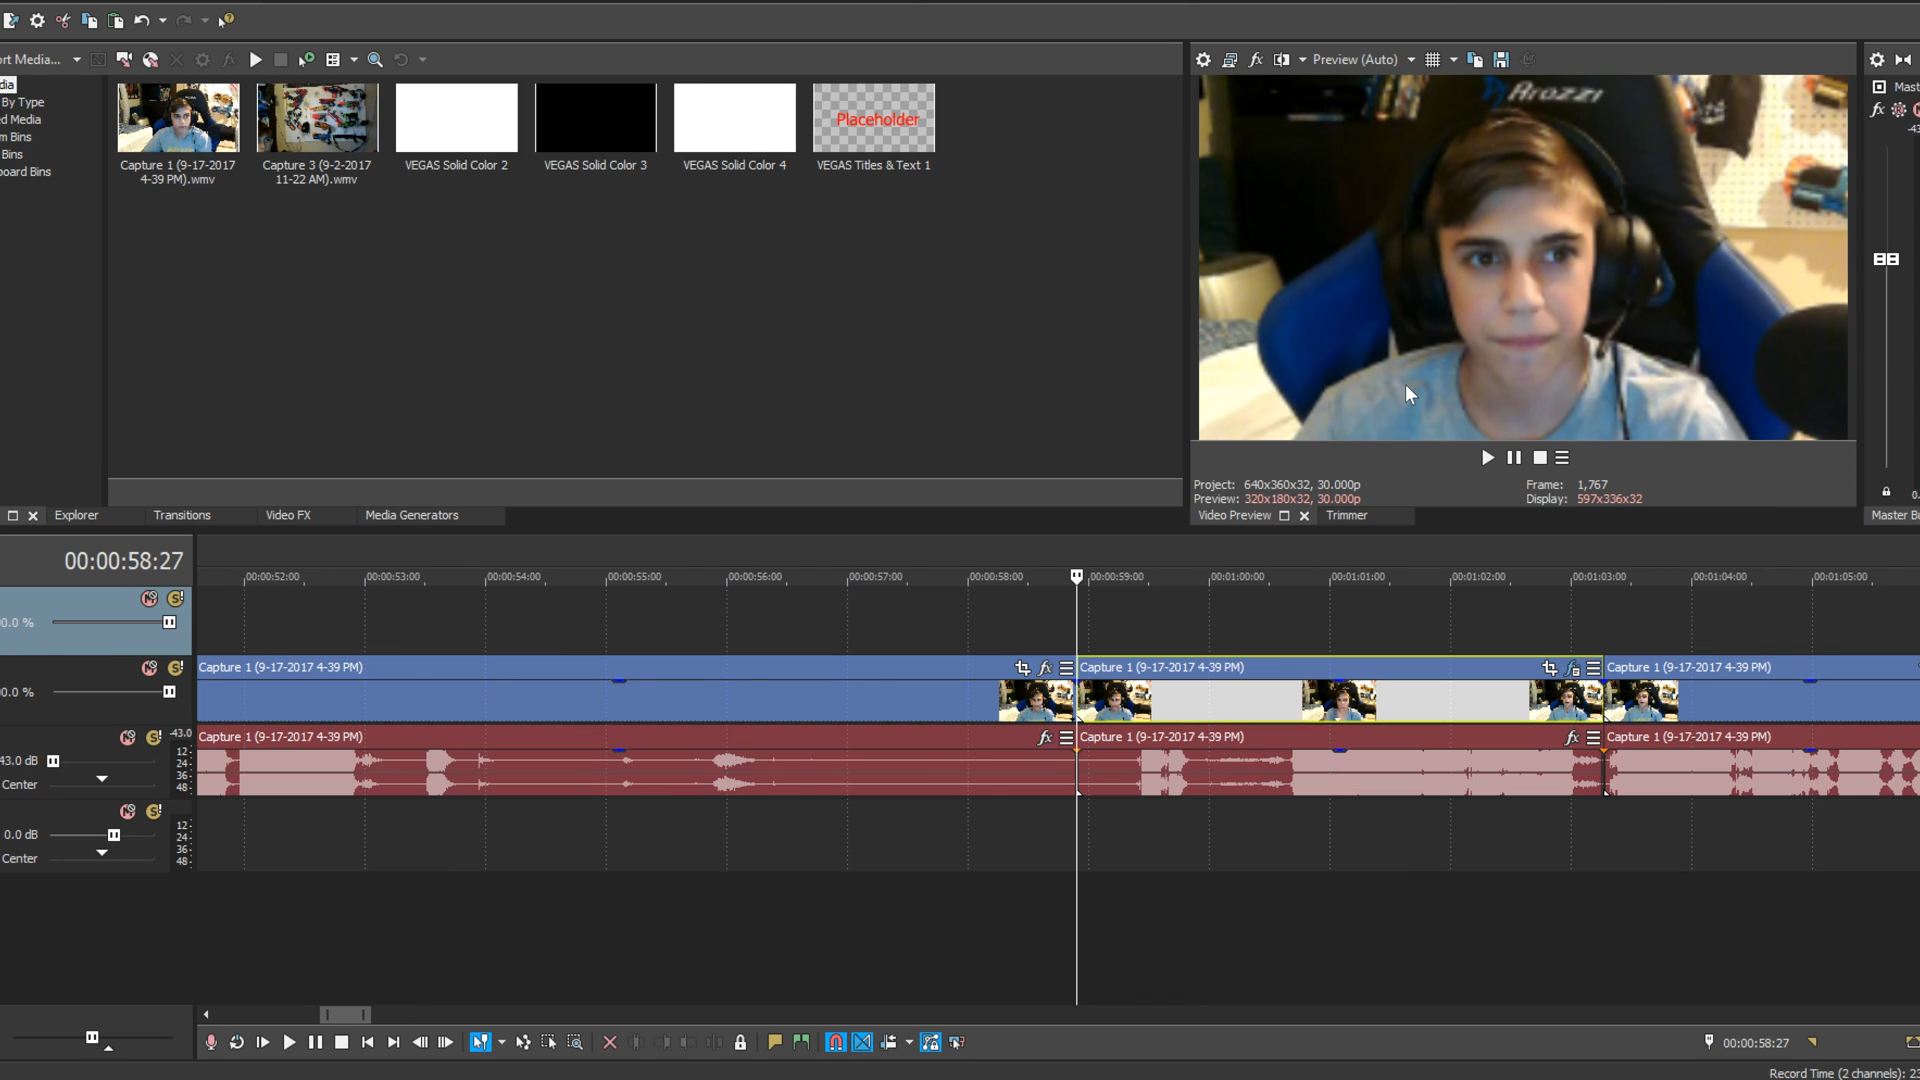 rt Media...
Preview (Auto)
dia
By Type
ed Media
m Bins
Bins
board Bins
Capture 1 (9-17-2017
4-39 PM).wmv
Capture 3 (9-2-2017
11-22 AM).wmv
VEGAS Solid Color 2
VEGAS Solid Color 3
VEGAS Solid Color 4
Placeholder
VEGAS Titles & Text 1
Arozzi
Mast
fx
-43
Project: 640x360x32, 30.000p
Frame: 1,767
Preview: 320x180x32, 30.000p
Display: 597x336x32
0.
Explorer
Transitions
Video FX
Media Generators
Video Preview
Trimmer
Master Bu
00:00:58:27
00:00:52:00
00:00:53:00
00:00:54:00
00:00:55:00
00:00:56:00
00:00:57:00
00:00:58:00
00:00:59:00
00:01:00:00
00:01:01:00
00:01:02:00
00:01:03:00
00:01:04:00
00:01:05:00
0.0 %
Capture 1 (9-17-2017 4-39 PM)
Capture 1 (9-17-2017 4-39 PM)
Capture 1 (9-17-2017 4-39 PM)
0.0 %
-43.0
Capture 1 (9-17-2017 4-39 PM)
Capture 1 (9-17-2017 4-39 PM)
Capture 1 (9-17-2017 4-39 PM)
43.0 dB
12
24
36
48
Center
0.0 dB
12
24
36
48
Center
00:00:58:27
Record Time (2 channels): 23